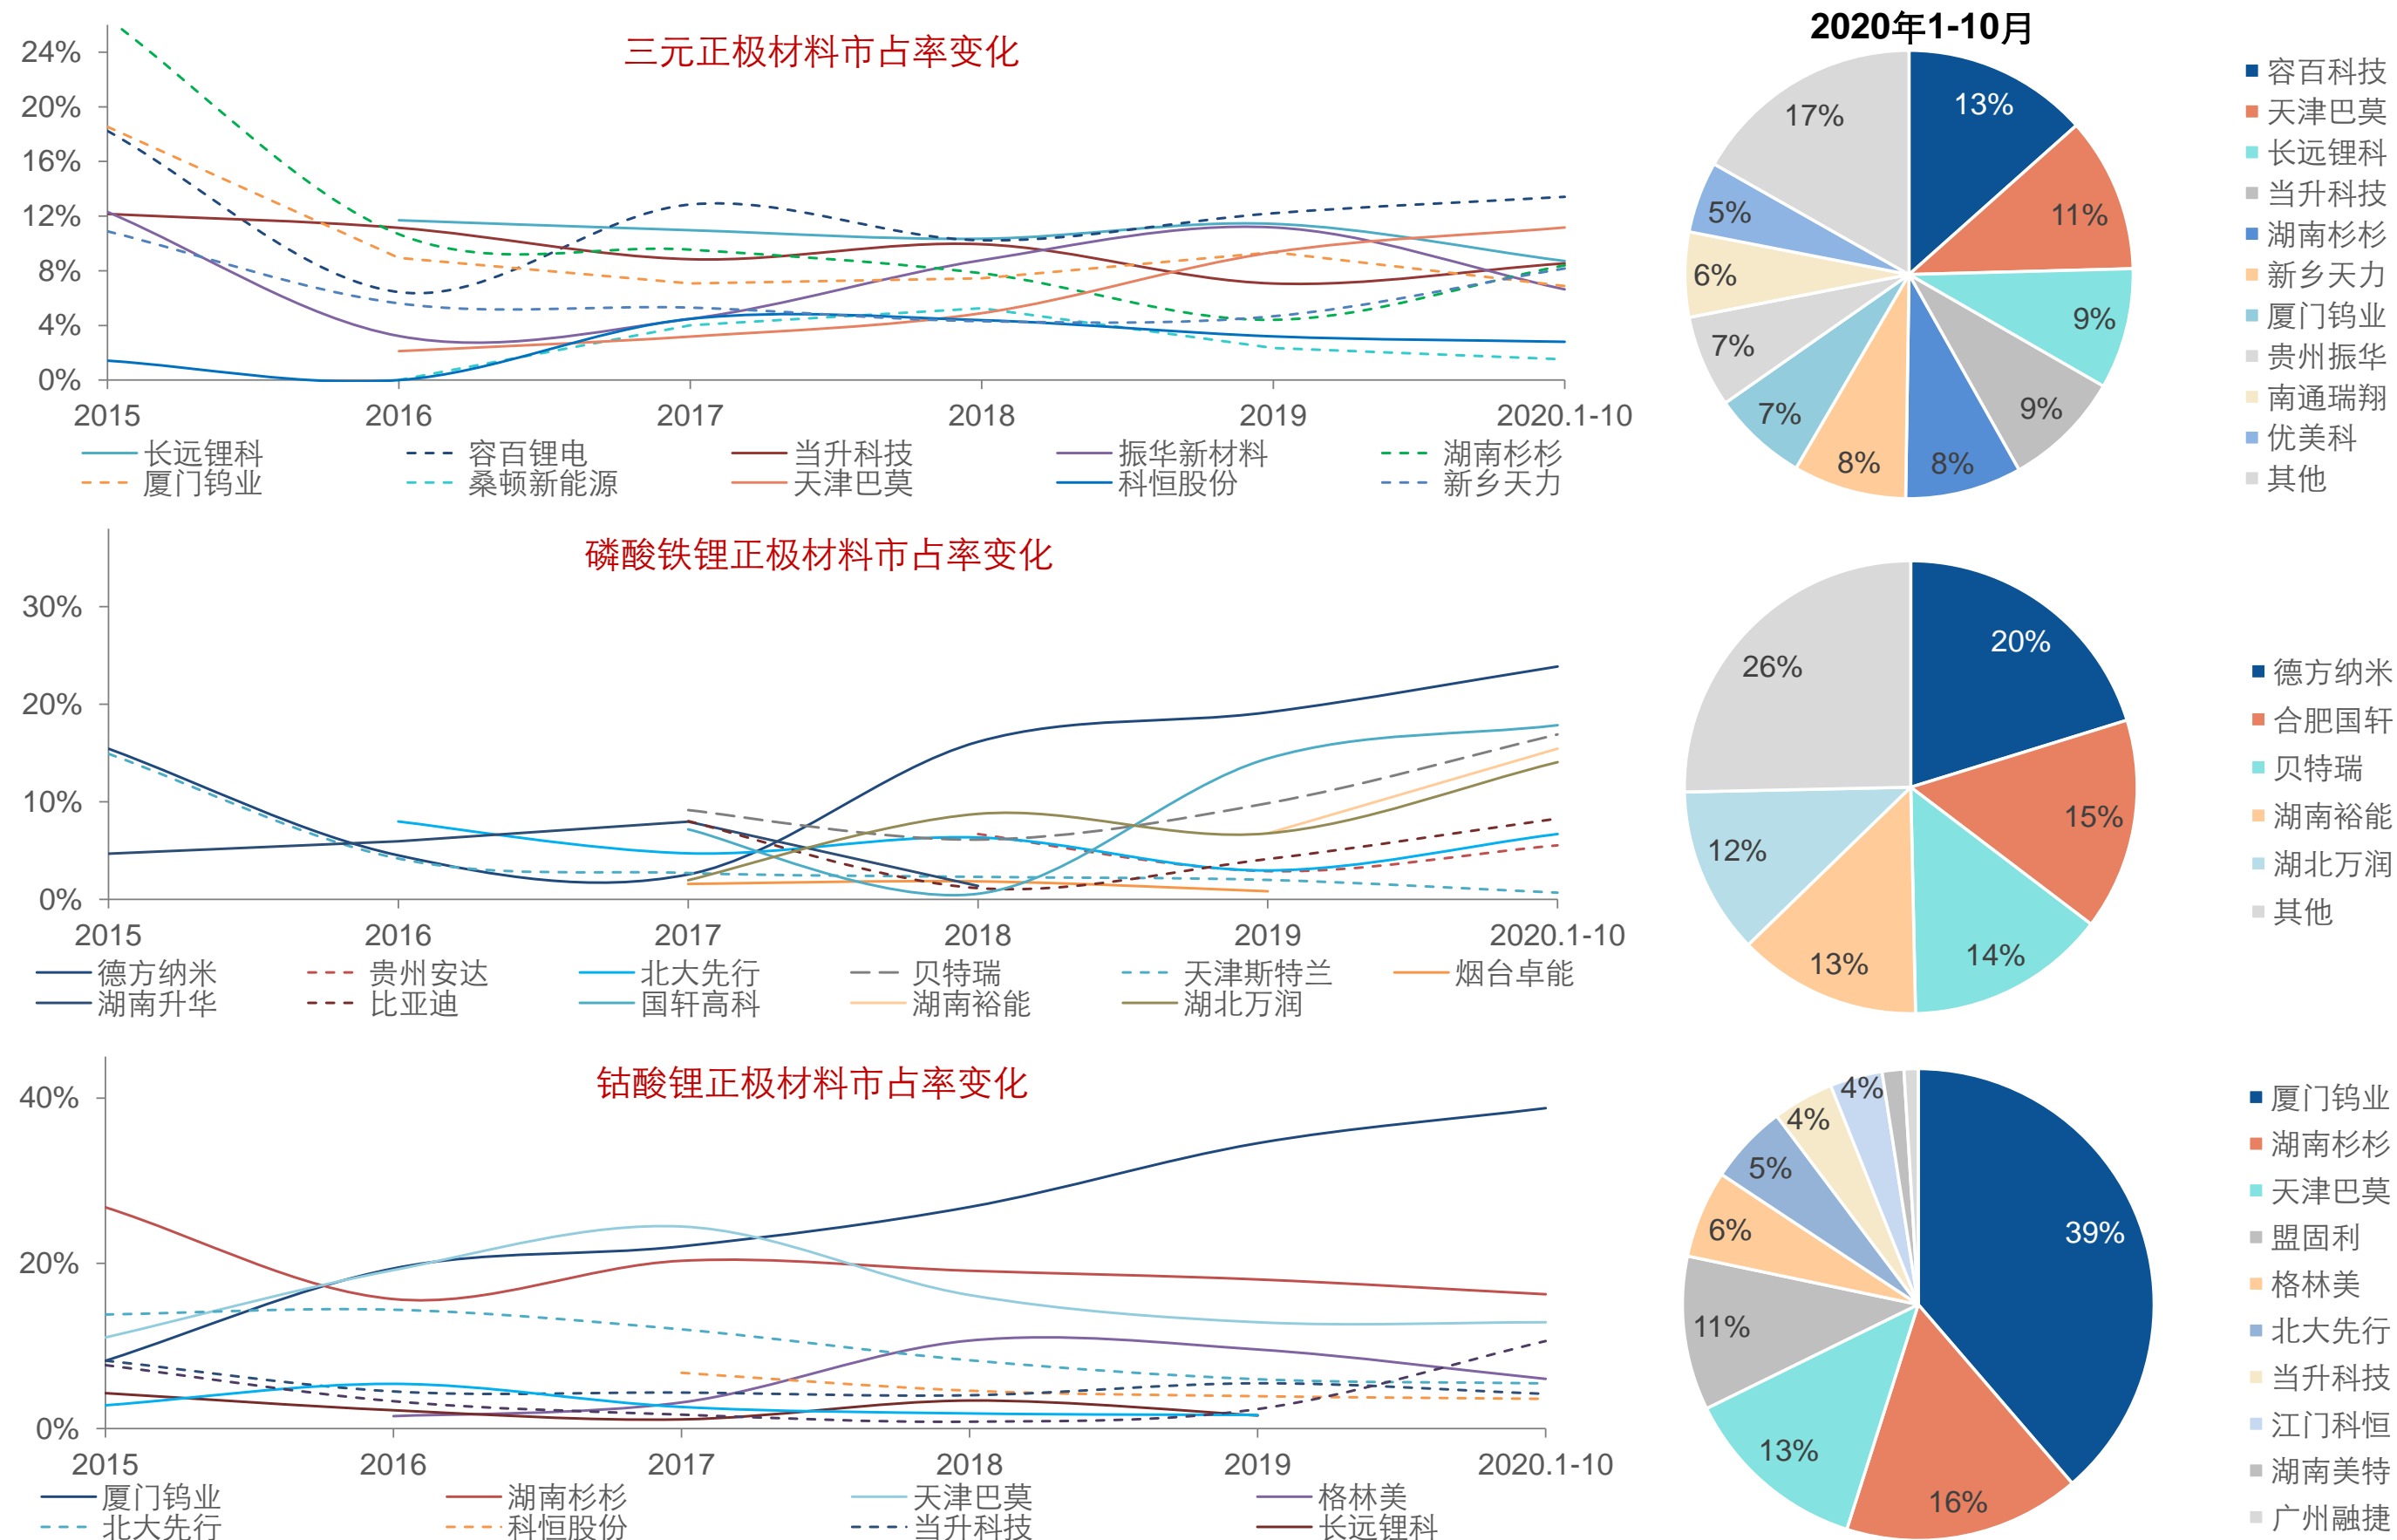 三元正极材料市占率变化
24%
20%
16%
12%
8%
4%
0%
2015 2016 2017 2018 2019 2020.1-10
长远锂科 容百锂电 当升科技 振华新材料 湖南杉杉
厦门钨业 桑顿新能源 天津巴莫 科恒股份 新乡天力
2020年1-10月
13%
11%
9%
9%
8%
8%
7%
7%
6%
5%
17%
容百科技
天津巴莫
长远锂科
当升科技
湖南杉杉
新乡天力
厦门钨业
贵州振华
南通瑞翔
优美科
其他
磷酸铁锂正极材料市占率变化
30%
20%
10%
0%
2015 2016 2017 2018 2019 2020.1-10
德方纳米 贵州安达 北大先行 贝特瑞 天津斯特兰 烟台卓能
湖南升华 比亚迪 国轩高科 湖南裕能 湖北万润
20%
15%
14%
13%
12%
26%
德方纳米
合肥国轩
贝特瑞
湖南裕能
湖北万润
其他
钴酸锂正极材料市占率变化
40%
20%
0%
2015 2016 2017 2018 2019 2020.1-10
厦门钨业 湖南杉杉 天津巴莫 格林美
北大先行 科恒股份 当升科技 长远锂科
39%
16%
13%
11%
6%
5%
4%
4%
厦门钨业
湖南杉杉
天津巴莫
盟固利
格林美
北大先行
当升科技
江门科恒
湖南美特
广州融捷